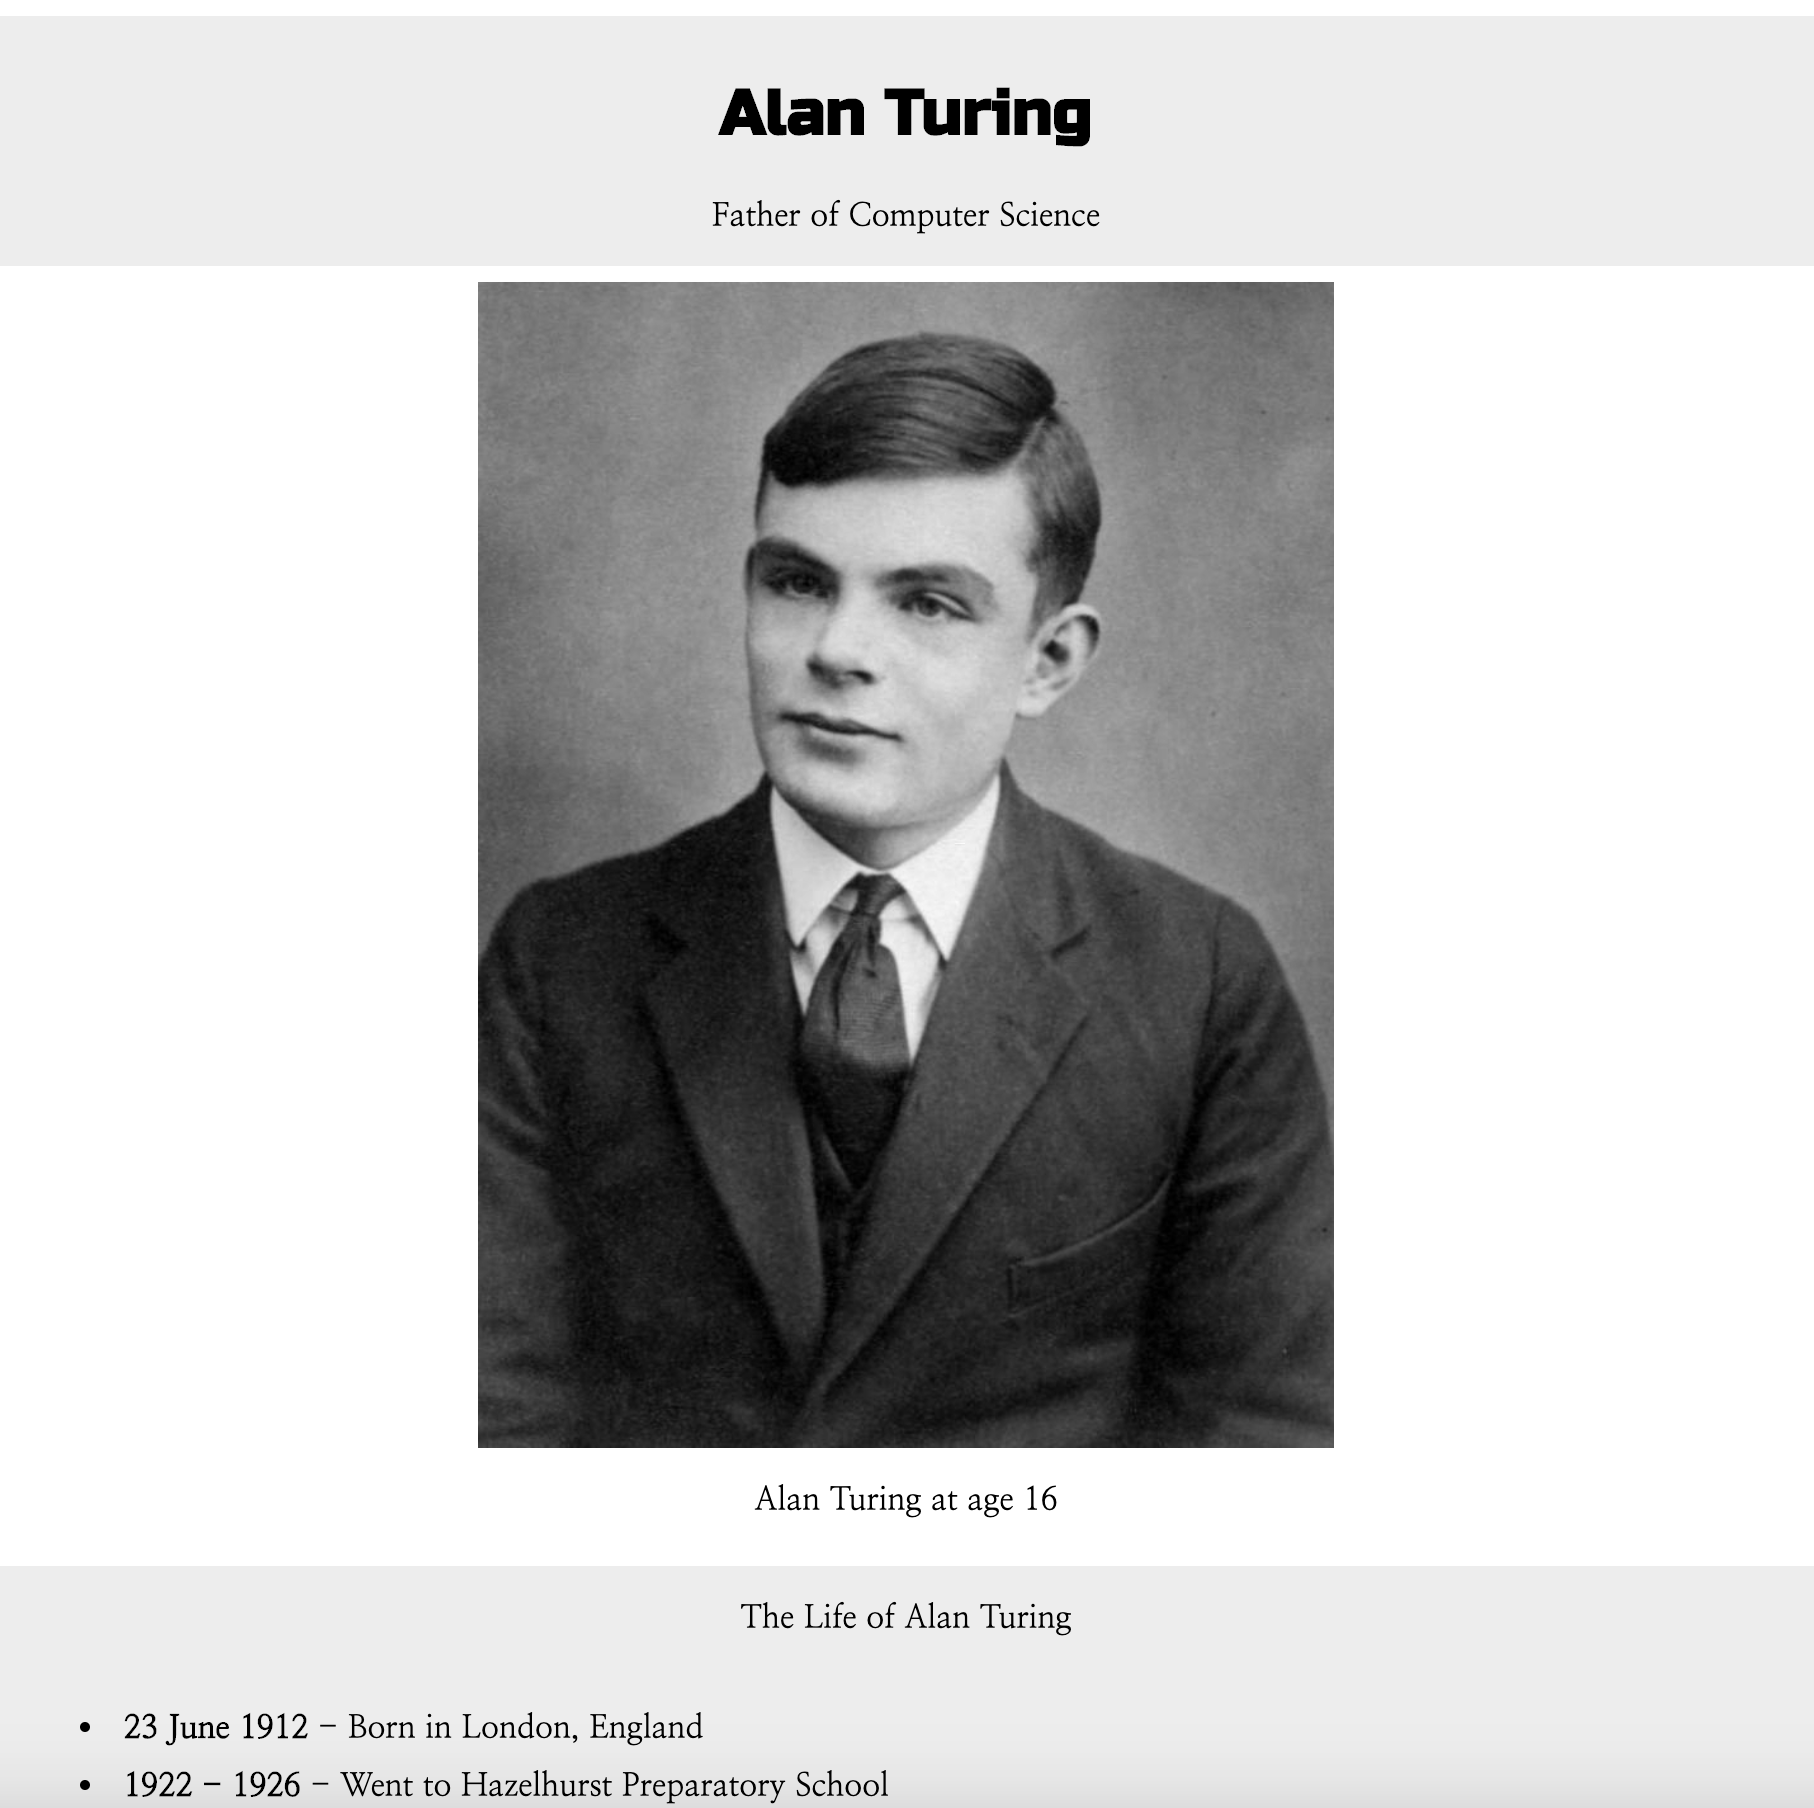 Alan Turing
Father of Computer Science
Alan Turing at age 16
The Life of Alan Turing
• 23 June 1912 – Born in London, England
• 1922 – 1926 – Went to Hazelhurst Preparatory School